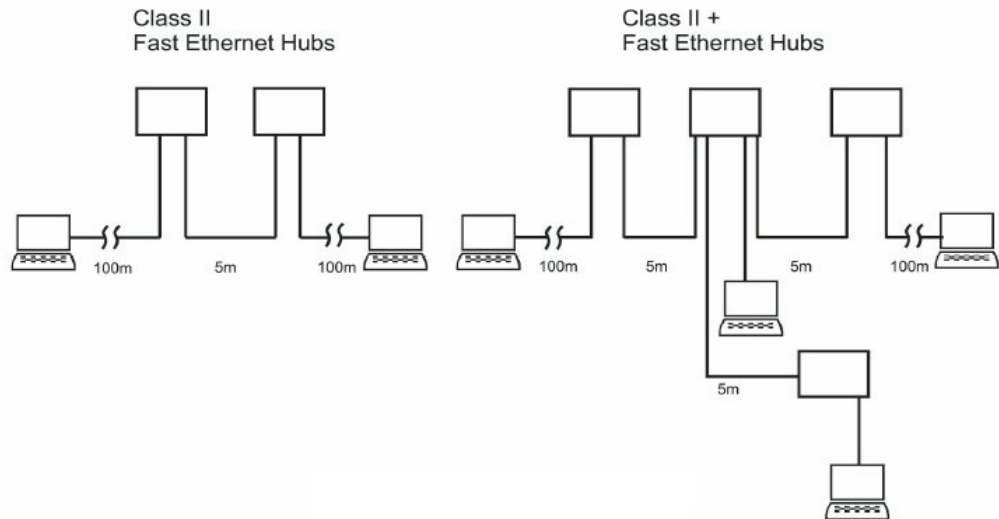 Class II
Fast Ethernet Hubs
100m
5m
100m
Class II +
Fast Ethernet Hubs
100m
5m
5m
100m
5m